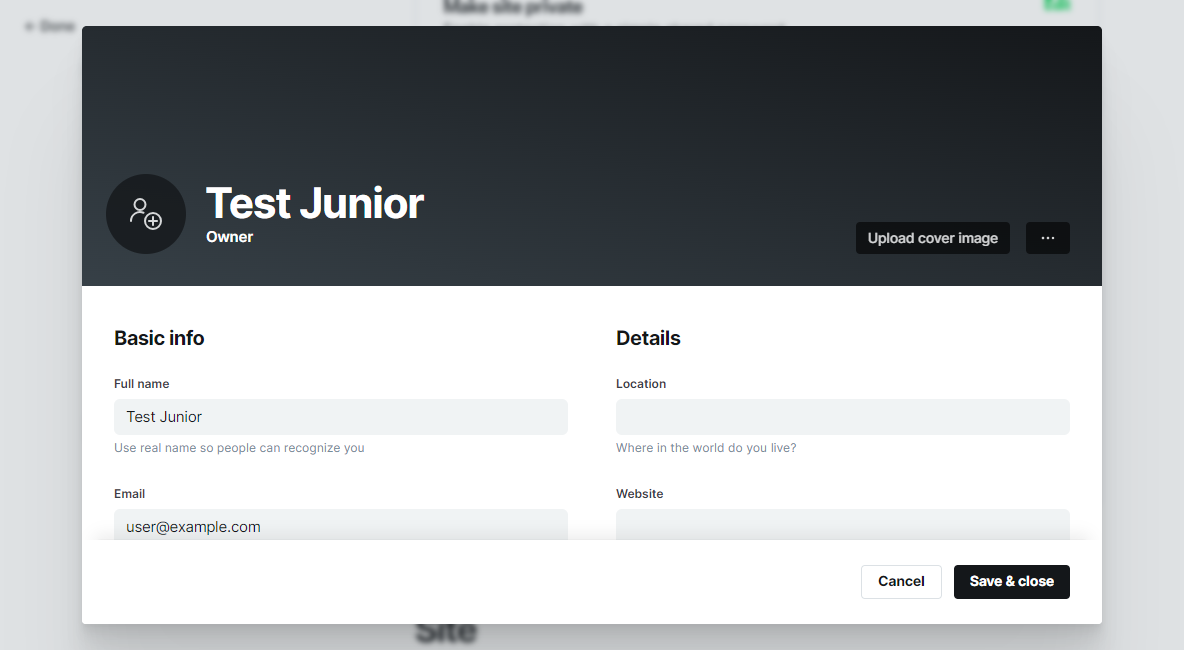 Make site private
Edit
← Done
Test Junior
Owner
Upload cover image
···
Basic info
Details
Full name
Location
Test Junior
Use real name so people can recognize you
Where in the world do you live?
Email
Website
user@example.com
Cancel
Save & close
Site